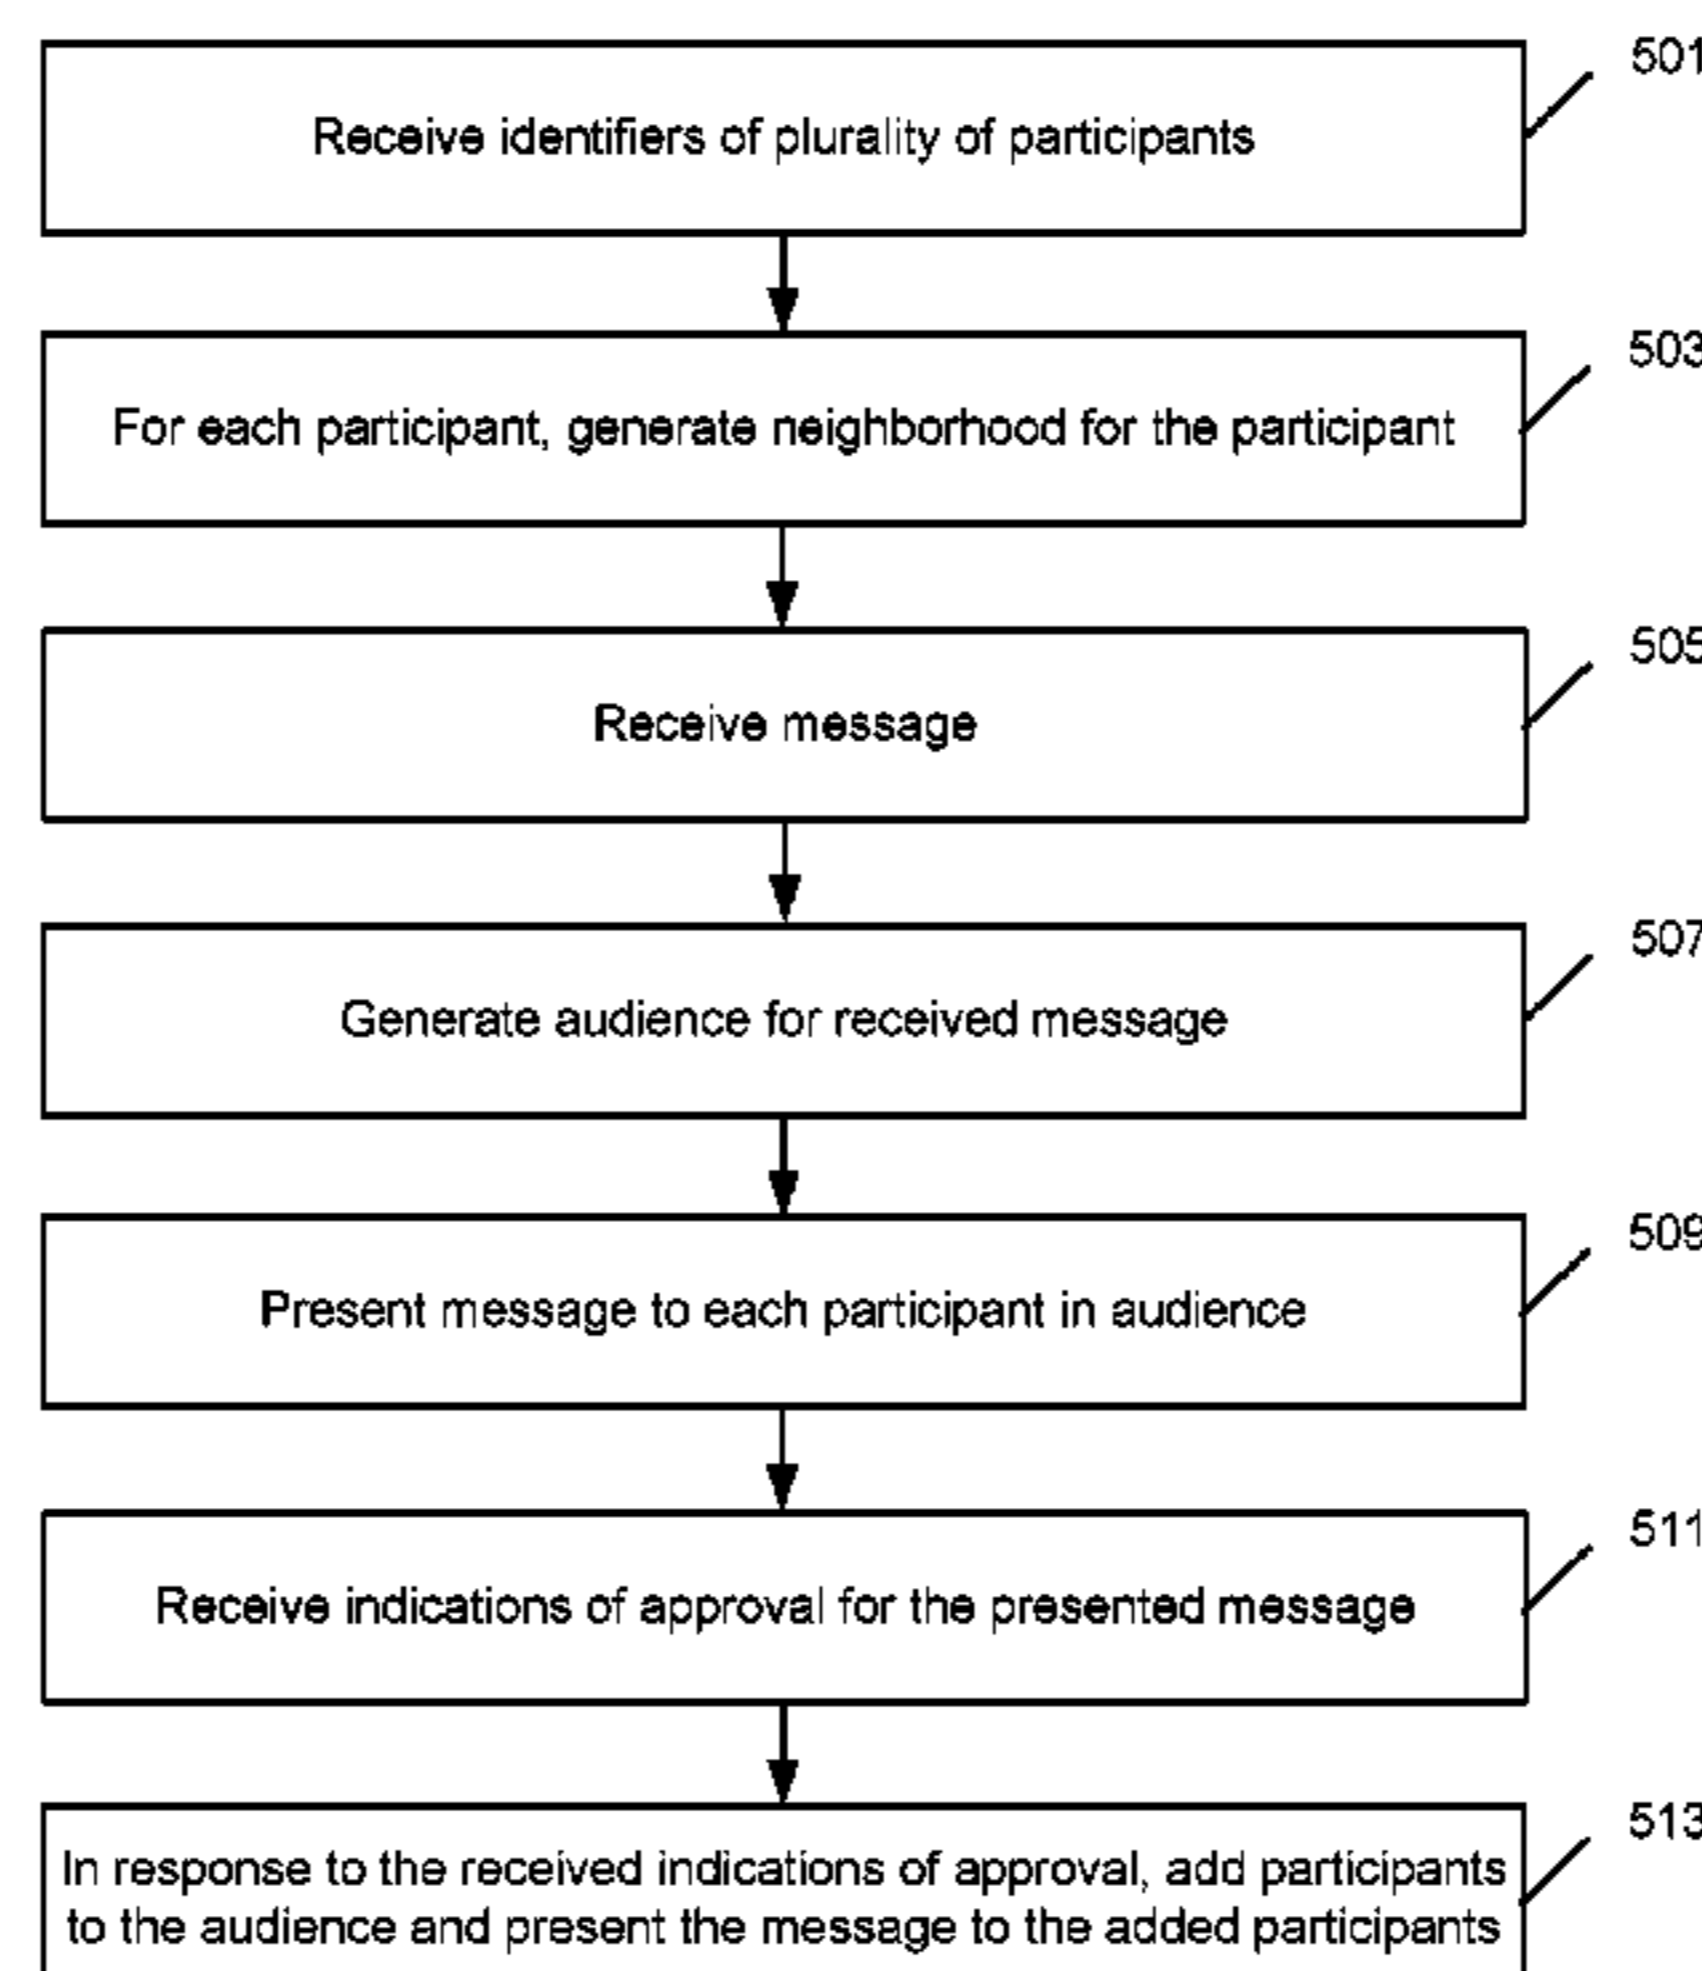 501
Receive identifiers of plurality of participants
503
For each participant, generate neighborhood for the participant
505
Receive message
507
Generate audience for received message
509
Present message to each participant in audience
511
Receive indications of approval for the presented message
513
In response to the received indications of approval, add participants
to the audience and present the message to the added participants